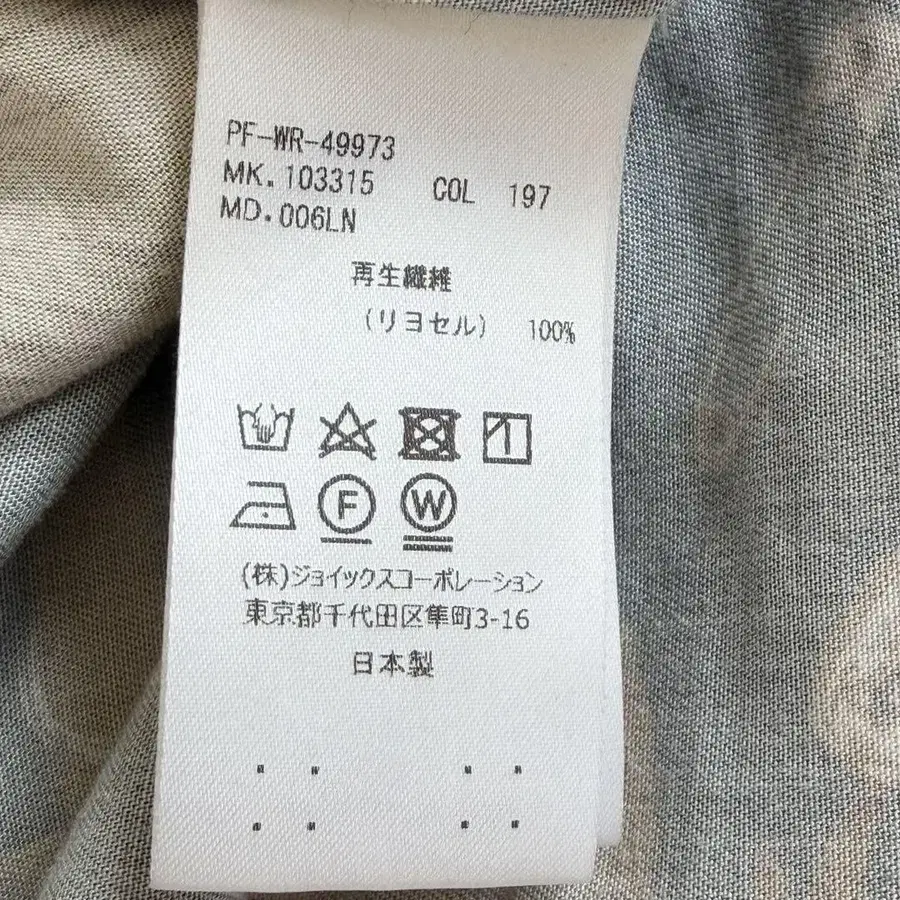 PF-WR-49973
MK.103315 COL 197
MD.006LN
再生繊維
(リヨセル) 100%
F W
(株)ジョイックスコーポレーション
東京都千代田区隼町3-16
日本製